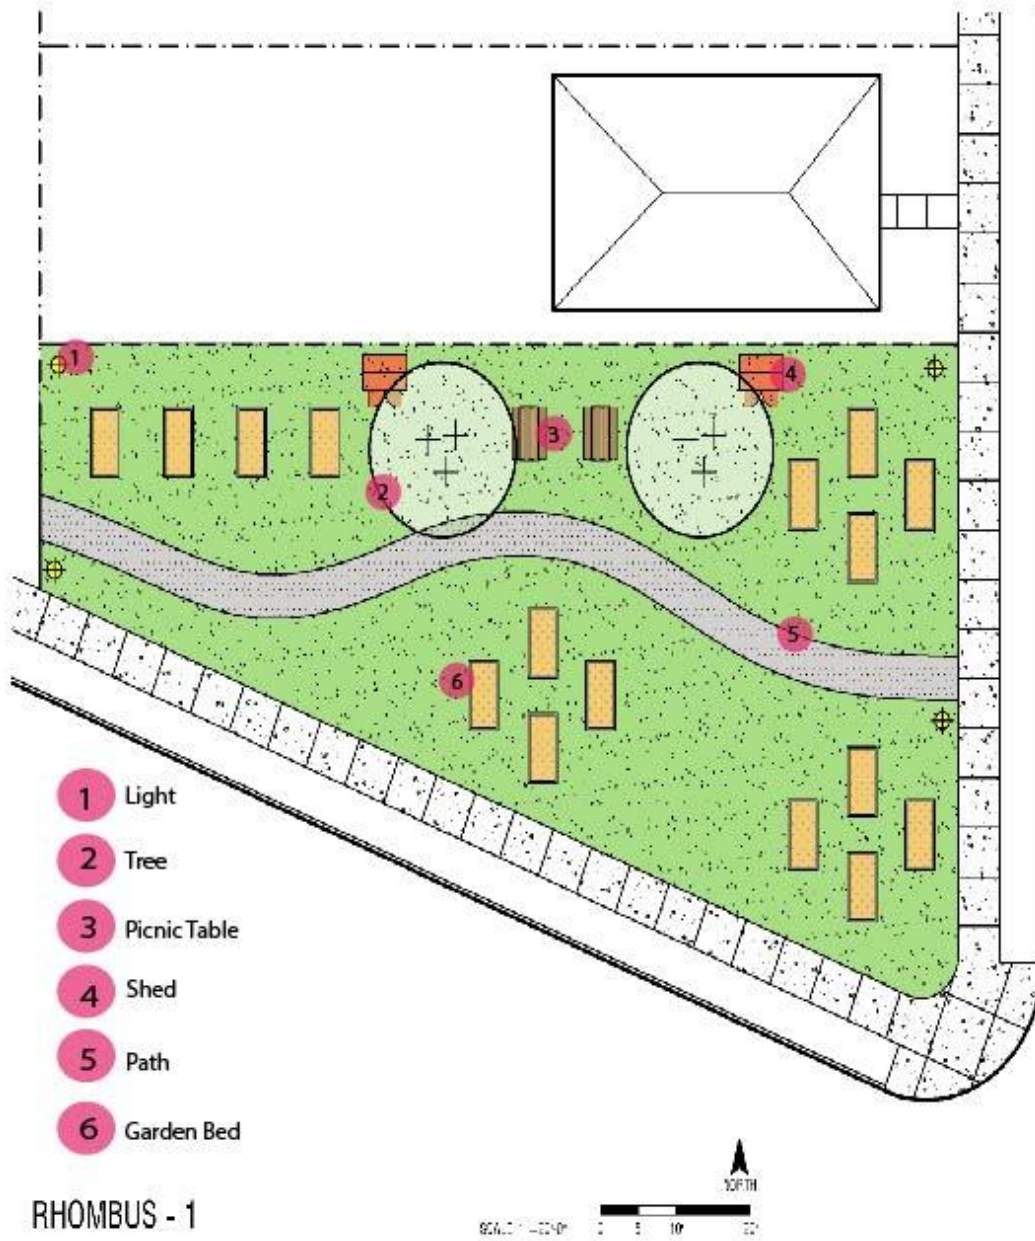 1
4
3
2
5
6
1 Light
2 Tree
3 Picnic Table
4 Shed
5 Path
6 Garden Bed
NORTH
RHOMBUS - 1
0 5 10' 20'